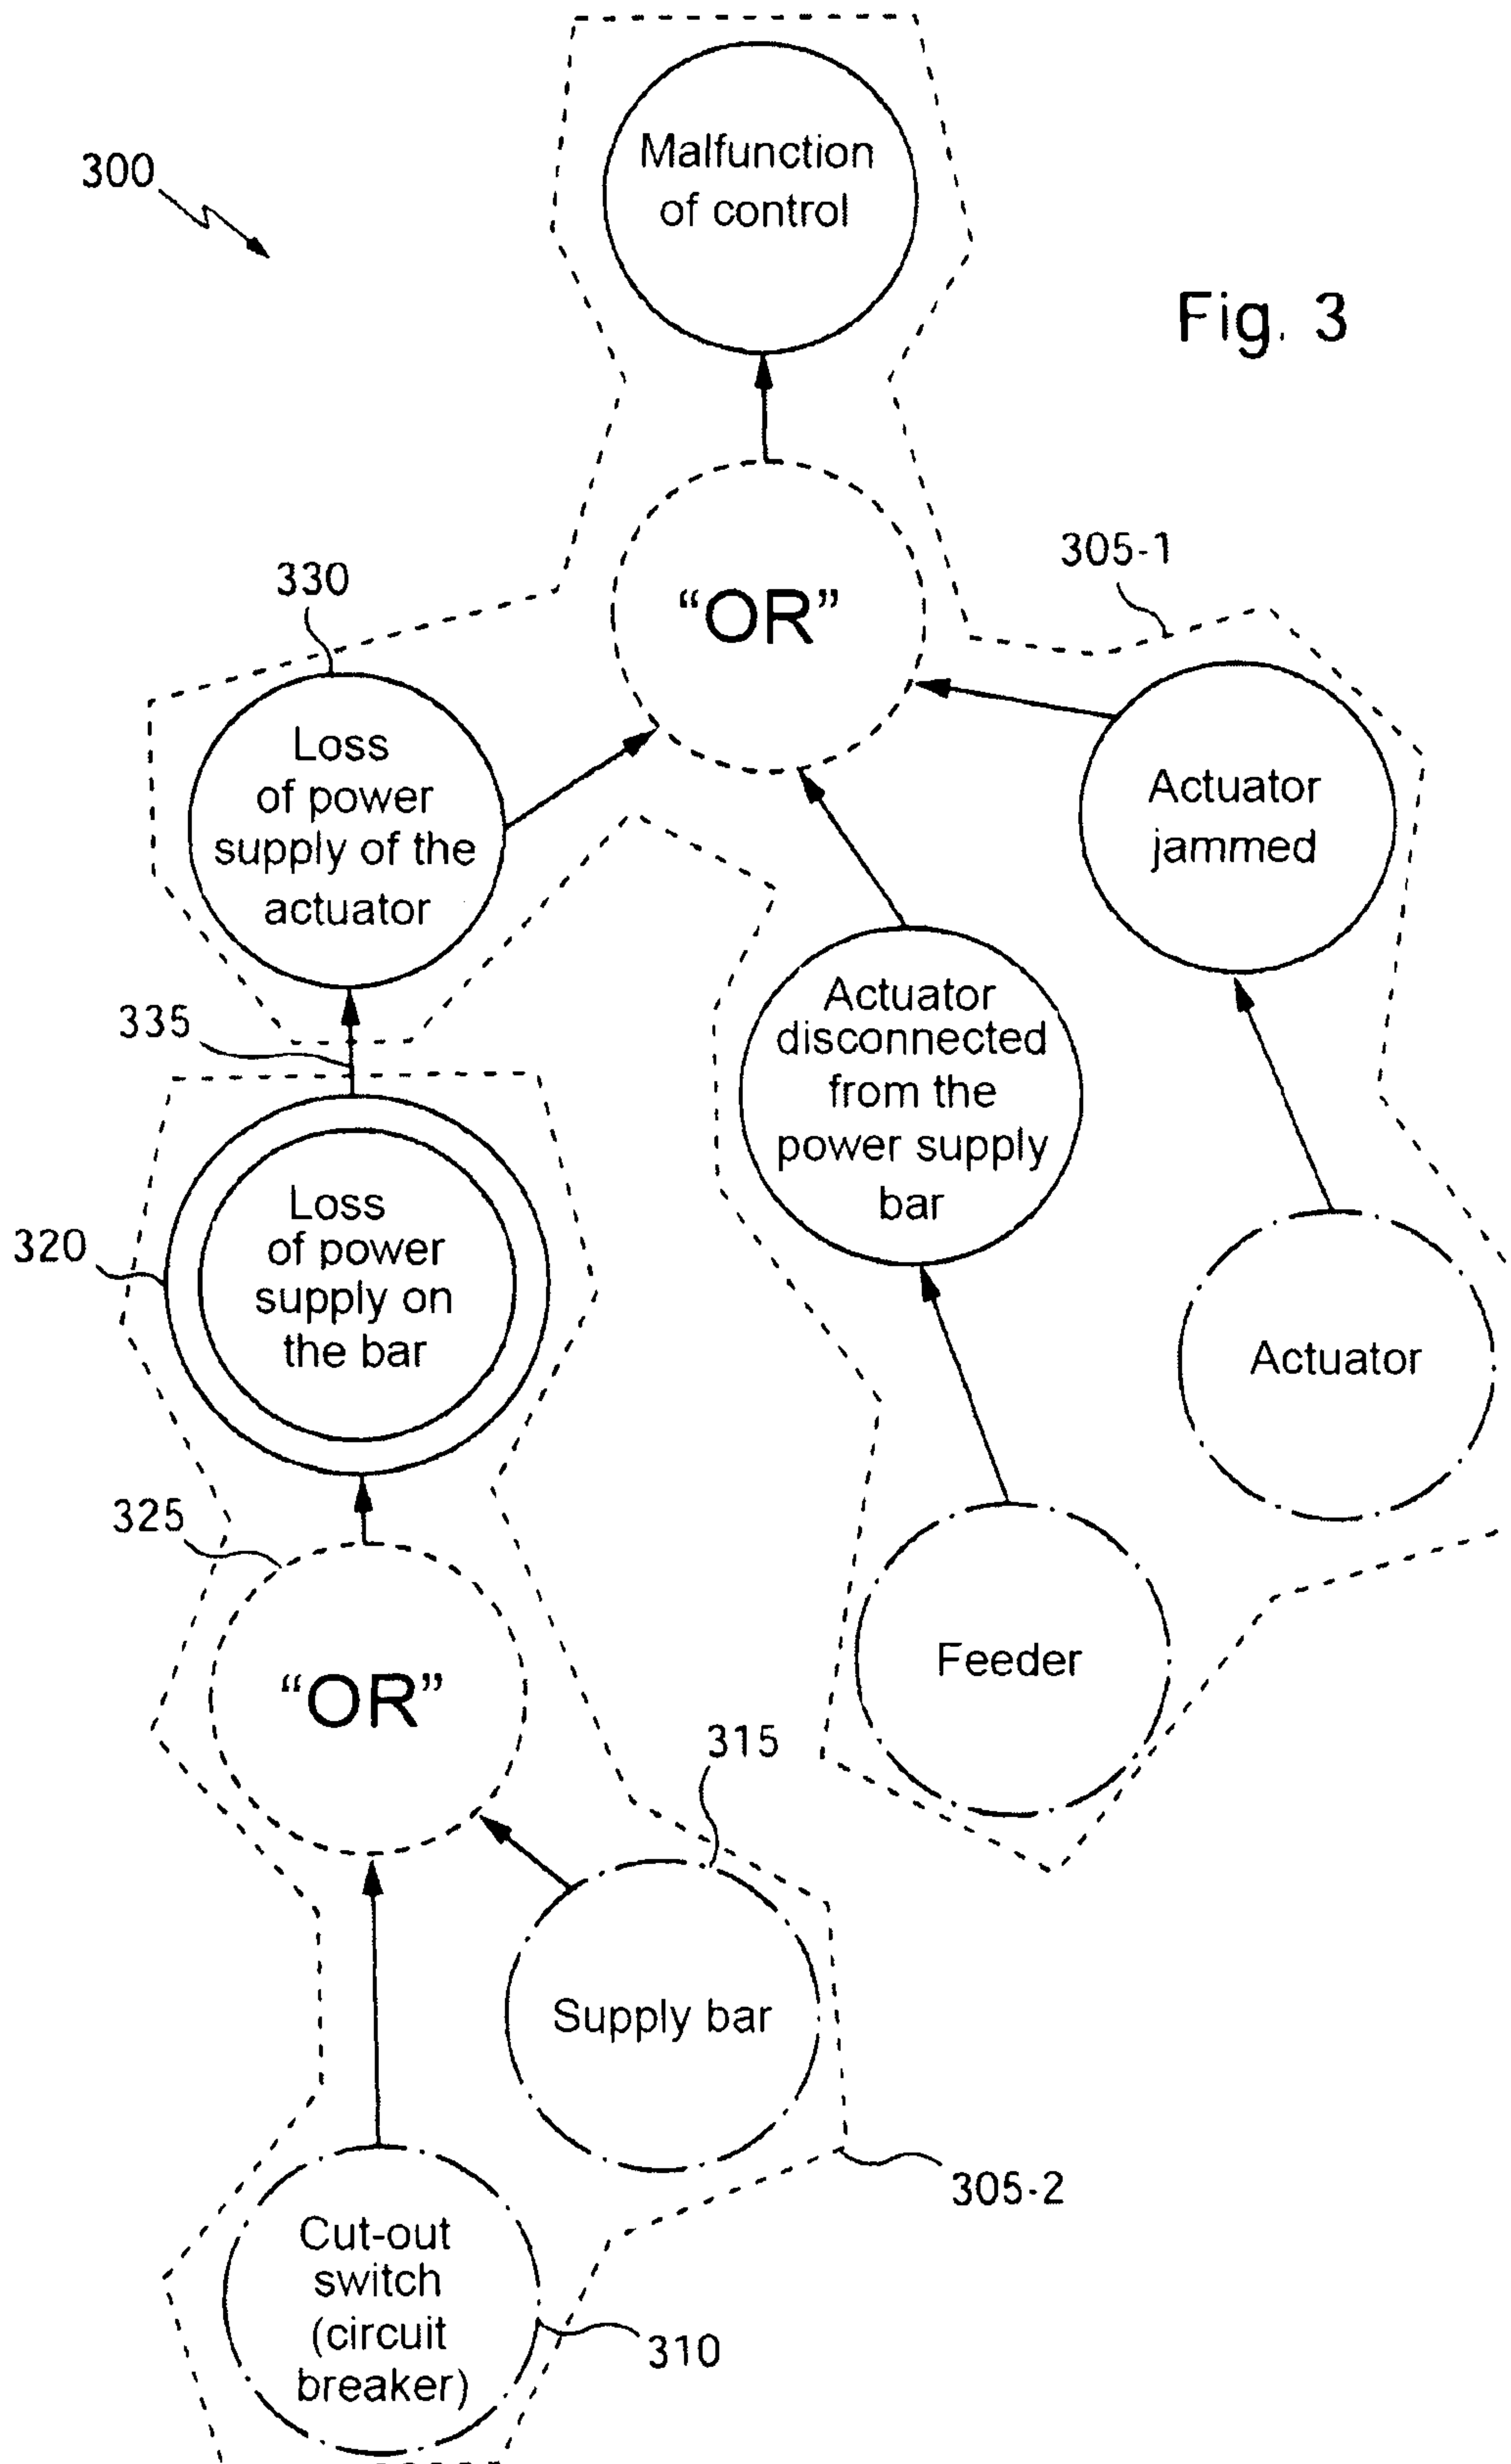 300
Malfunction
of control
Fig. 3
305-1
330
“OR”
Loss
of power
supply of the
actuator
Actuator
jammed
335
Actuator
disconnected
from the
power supply
bar
320
Loss
of power
supply on
the bar
Actuator
325
Feeder
“OR”
315
Supply bar
305-2
Cut-out
switch
(circuit
breaker)
310